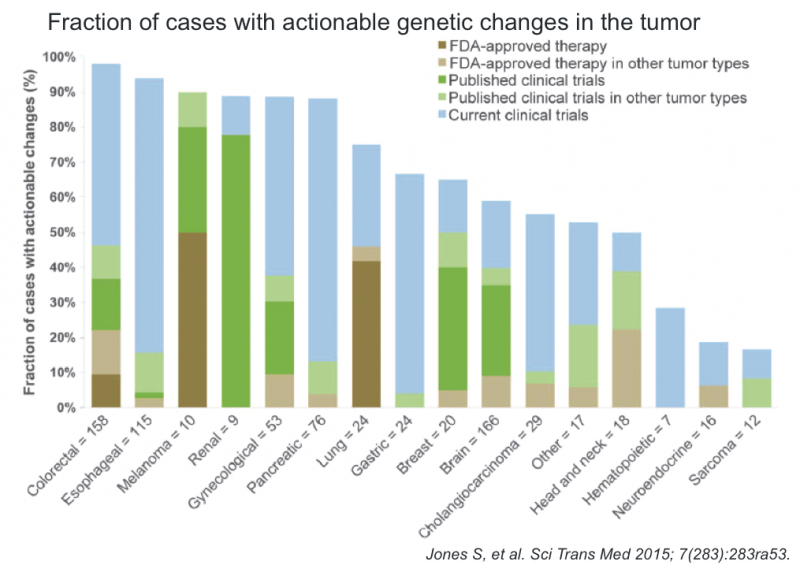 Fraction of cases with actionable genetic changes in the tumor
FDA-approved therapy
FDA-approved therapy in other tumor types
Published clinical trials
Published clinical trials in other tumor types
Current clinical trials
Fraction of cases with actionable changes (%)
100%
90%
80%
70%
60%
50%
40%
30%
20%
10%
0%
Colorectal = 158
Esophageal = 115
Melanoma = 10
Renal = 9
Gynecological = 53
Pancreatic = 76
Lung = 24
Gastric = 24
Breast = 20
Brain = 166
Cholangiocarcinoma = 29
Other = 17
Head and neck = 18
Hematopoietic = 7
Neuroendocrine = 16
Sarcoma = 12
Jones S, et al. Sci Trans Med 2015; 7(283):283ra53.